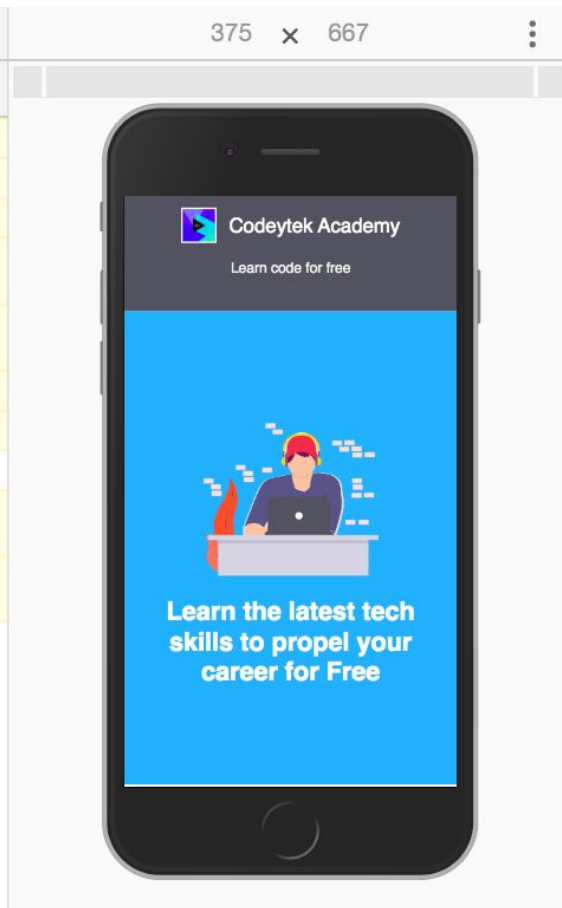 375 × 667
Codeytek Academy
Learn code for free
Learn the latest tech
skills to propel your
career for Free